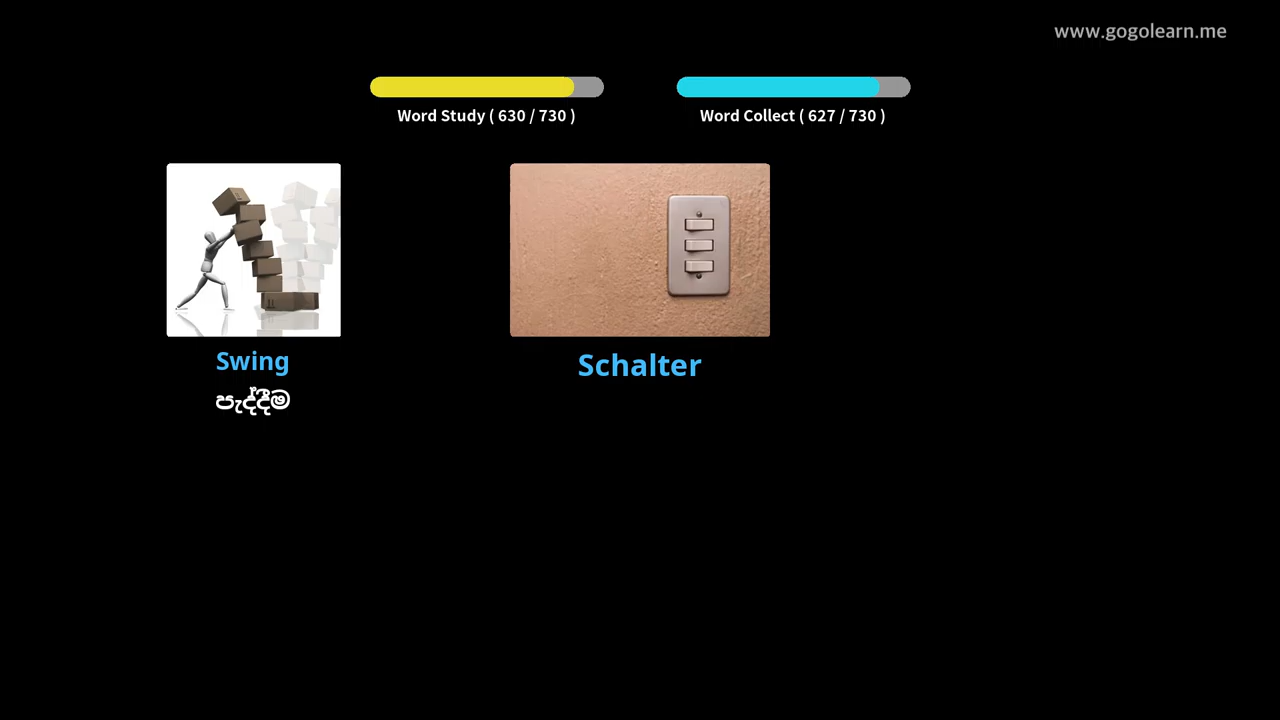 www.gogolearn.me
Word Study ( 630 / 730 )
Word Collect ( 627 / 730 )
Swing
පැද්දීම
Schalter